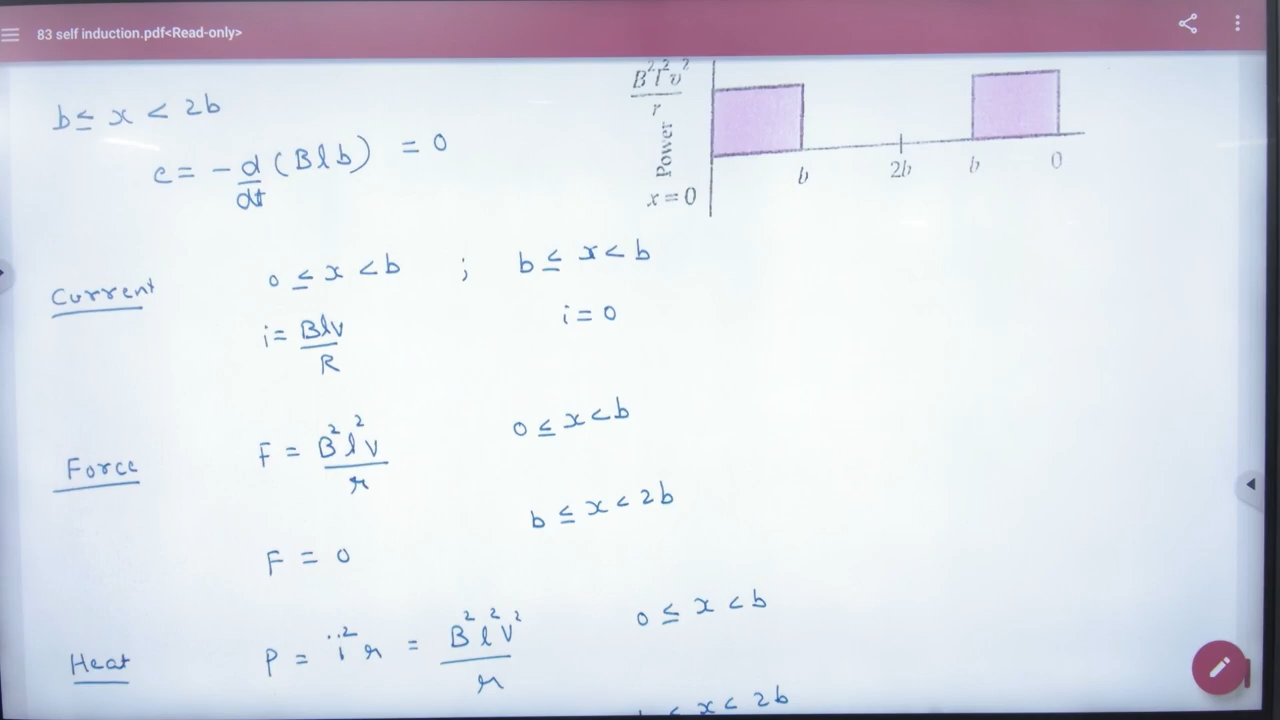 83 self induction.pdf<Read-only>
b ≤ x < 2b
e = - d/dt (Blb) = 0
B²l²v²/r
Power
x = 0
b 2b b 0
Current 0 ≤ x < b ; b ≤ x < b
i = Blv/R i = 0
Force F = B²l²v/r 0 ≤ x < b
b ≤ x < 2b
F = 0
Heat P = i²r = B²l²v²/r 0 ≤ x < b
≤ x < 2b